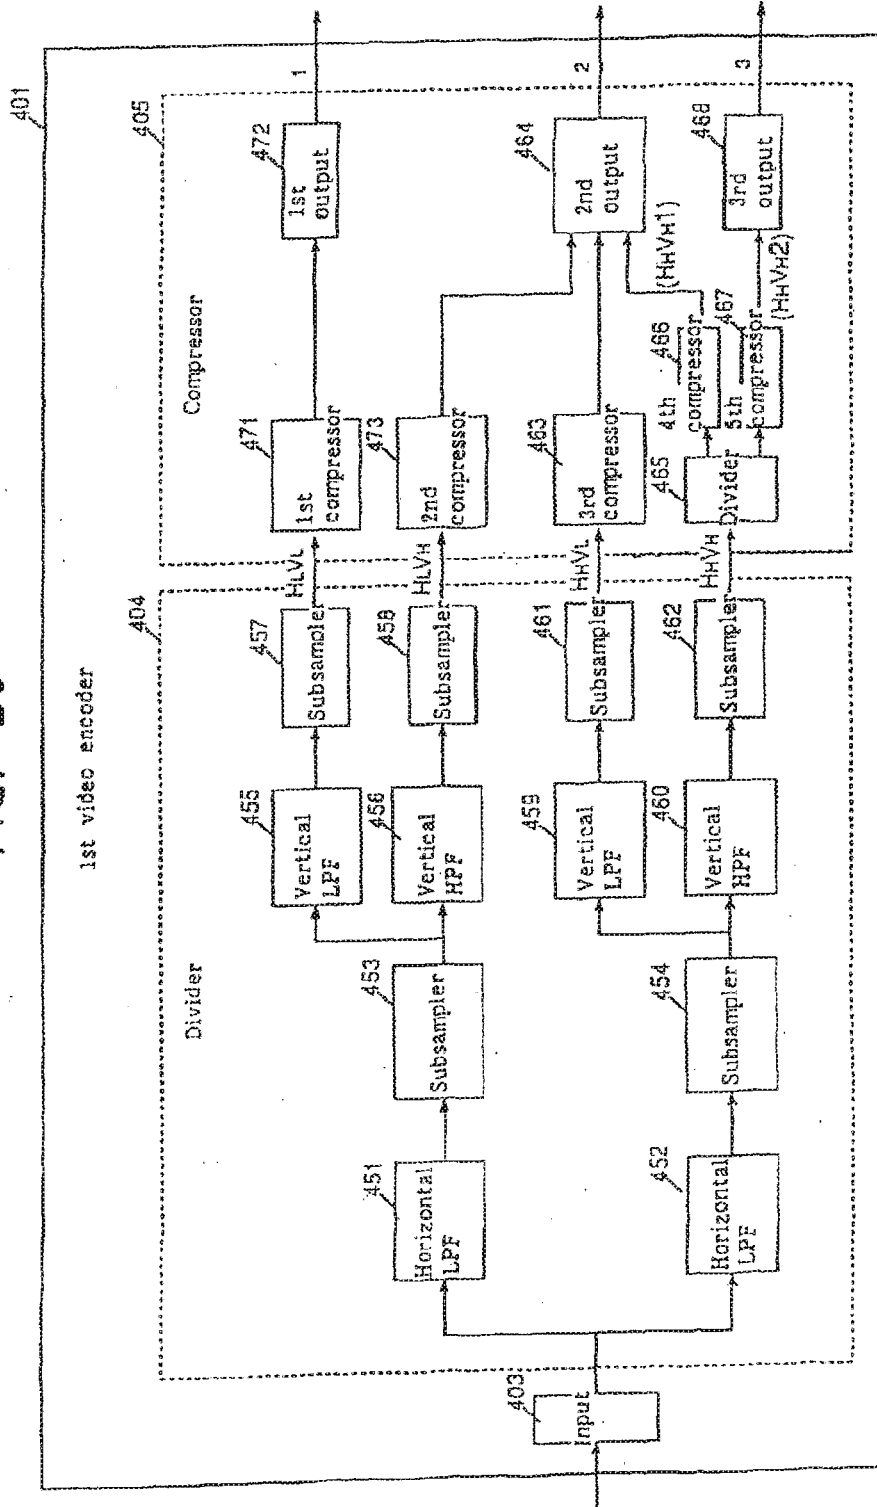 1st video encoder
401
404
405
Divider
Compressor
403
Input
451
Horizontal
LPF
453
Subsampler
455
Vertical
LPF
457
Subsampler
HLVL
471
1st
compressor
472
1st
output
1
456
Vertical
HPF
458
Subsampler
HLVH
473
2nd
compressor
452
Horizontal
LPF
454
Subsampler
459
Vertical
LPF
461
Subsampler
HHVL
463
3rd
compressor
464
2nd
output
2
460
Vertical
HPF
462
Subsampler
HHVH
465
Divider
466
4th
compressor
(HHVH1)
467
5th
compressor
(HHVH2)
468
3rd
output
3